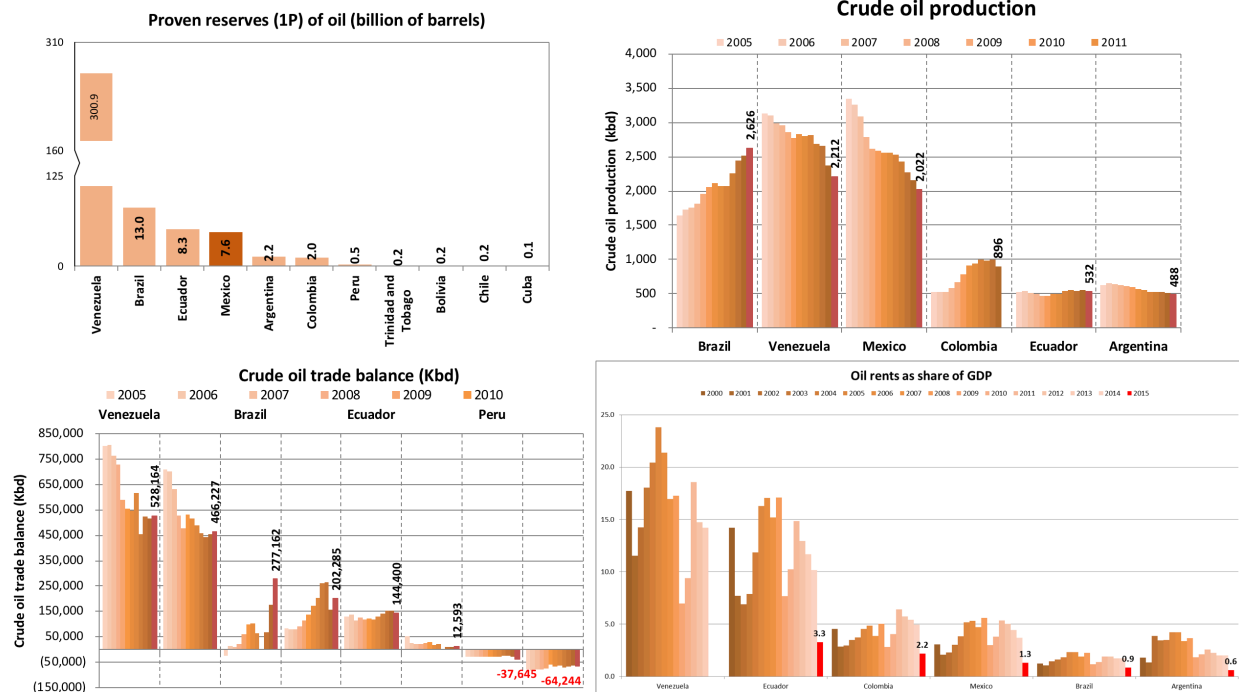 Proven reserves (1P) of oil (billion of barrels)
310
160
125
0
300.9
13.0
8.3
7.6
2.2
2.0
0.5
0.2
0.2
0.2
0.1
Venezuela
Brazil
Ecuador
Mexico
Argentina
Colombia
Peru
Trinidad and
Tobago
Bolivia
Chile
Cuba
Crude oil production
2005 2006 2007 2008 2009 2010 2011
Crude oil production (kbd)
4,000
3,500
3,000
2,500
2,000
1,500
1,000
500
-
2,626
2,212
2,022
896
532
488
Brazil Venezuela Mexico Colombia Ecuador Argentina
Crude oil trade balance (Kbd)
2005 2006 2007 2008 2009 2010
Venezuela Brazil Ecuador Peru
Crude oil trade balance (Kbd)
850,000
750,000
650,000
550,000
450,000
350,000
250,000
150,000
50,000
(50,000)
(150,000)
528,164
466,227
277,162
202,285
144,400
12,593
-37,645
-64,244
Oil rents as share of GDP
2000 2001 2002 2003 2004 2005 2006 2007 2008 2009 2010 2011 2012 2013 2014 2015
25.0
20.0
15.0
10.0
5.0
0.0
3.3
2.2
1.3
0.9
0.6
Venezuela Ecuador Colombia Mexico Brazil Argentina